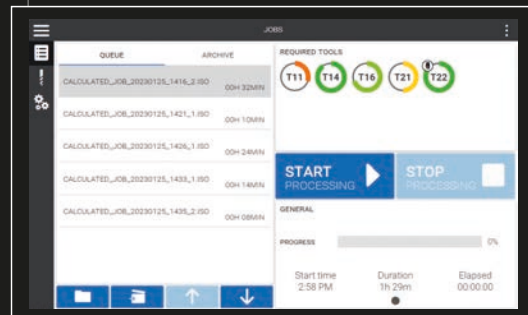 JOBS
QUEUE
ARCHIVE
CALCULATED_JOB_20230125_1416_2.ISO
00H 32MIN
CALCULATED_JOB_20230125_1421_1.ISO
00H 10MIN
CALCULATED_JOB_20230125_1426_1.ISO
00H 24MIN
CALCULATED_JOB_20230125_1433_1.ISO
00H 14MIN
CALCULATED_JOB_20230125_1435_2.ISO
00H 08MIN
REQUIRED TOOLS
T11 T14 T16 T21 T22
START
PROCESSING
STOP
PROCESSING
GENERAL
PROGRESS
0%
Start time
2:58 PM
Duration
1h 29m
Elapsed
00:00:00